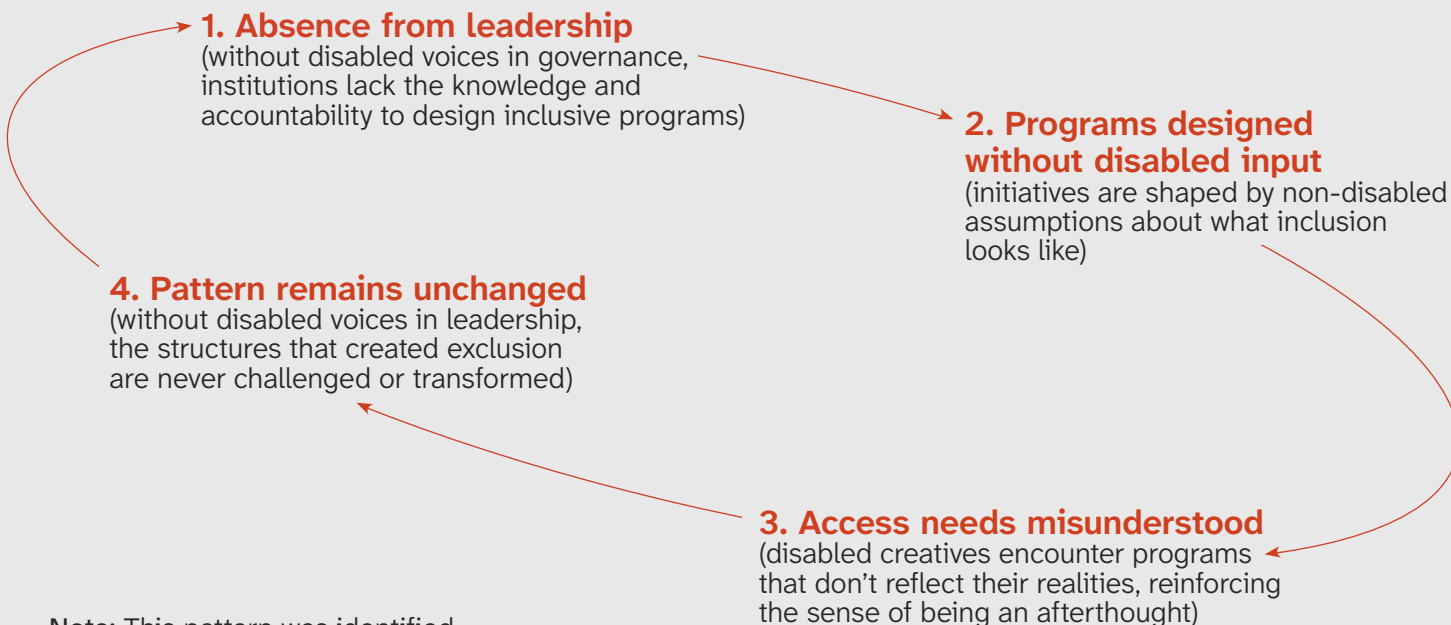 1. Absence from leadership
(without disabled voices in governance,
institutions lack the knowledge and
accountability to design inclusive programs)
2. Programs designed
without disabled input
(initiatives are shaped by non-disabled
assumptions about what inclusion
looks like)
3. Access needs misunderstood
(disabled creatives encounter programs
that don’t reflect their realities, reinforcing
the sense of being an afterthought)
4. Pattern remains unchanged
(without disabled voices in leadership,
the structures that created exclusion
are never challenged or transformed)
Note: This pattern was identified